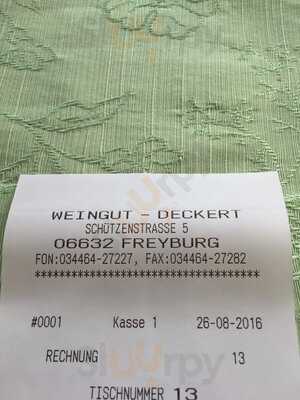 WEINGUT - DECKERT
SCHÜTZENSTRASSE 5
06632 FREYBURG
FON:034464-27227, FAX:034464-27282
****************************************
#0001 Kasse 1 26-08-2016
RECHNUNG 13
TISCHNUMMER 13
sluurrpy